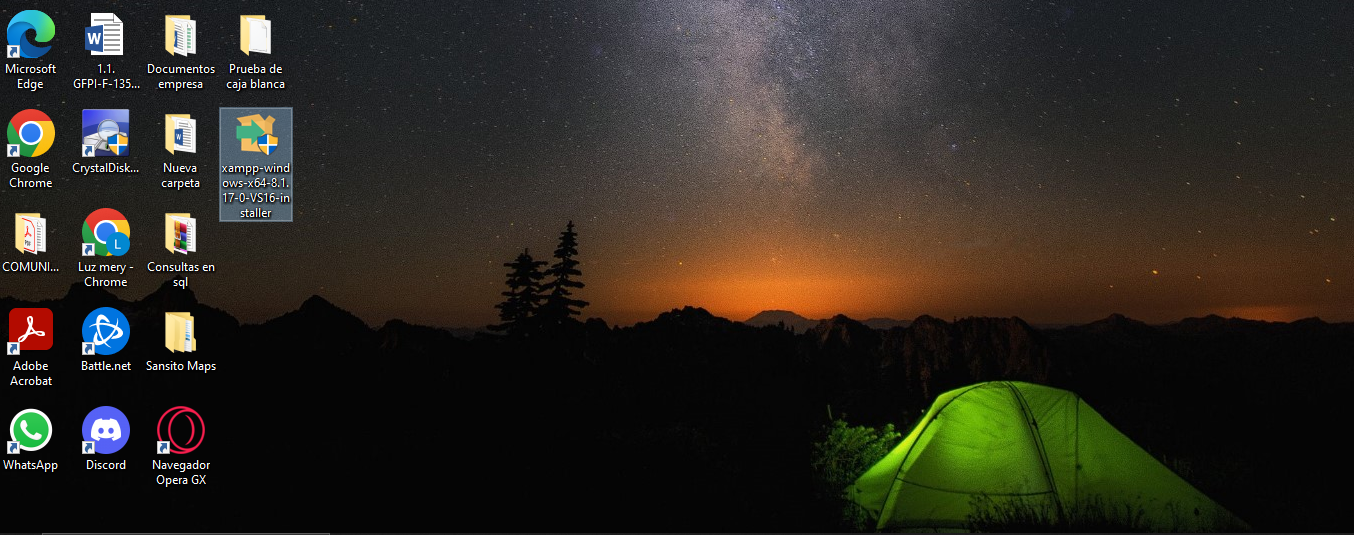 Microsoft
Edge
1.1.
GFPI-F-135...
Documentos
empresa
Prueba de
caja blanca
Google
Chrome
CrystalDisk...
Nueva
carpeta
xampp-wind
ows-x64-8.1.
17-0-VS16-in
staller
COMUNI...
L
Luz mery -
Chrome
Consultas en
sql
Adobe
Acrobat
Battle.net
Sansito Maps
WhatsApp
Discord
Navegador
Opera GX